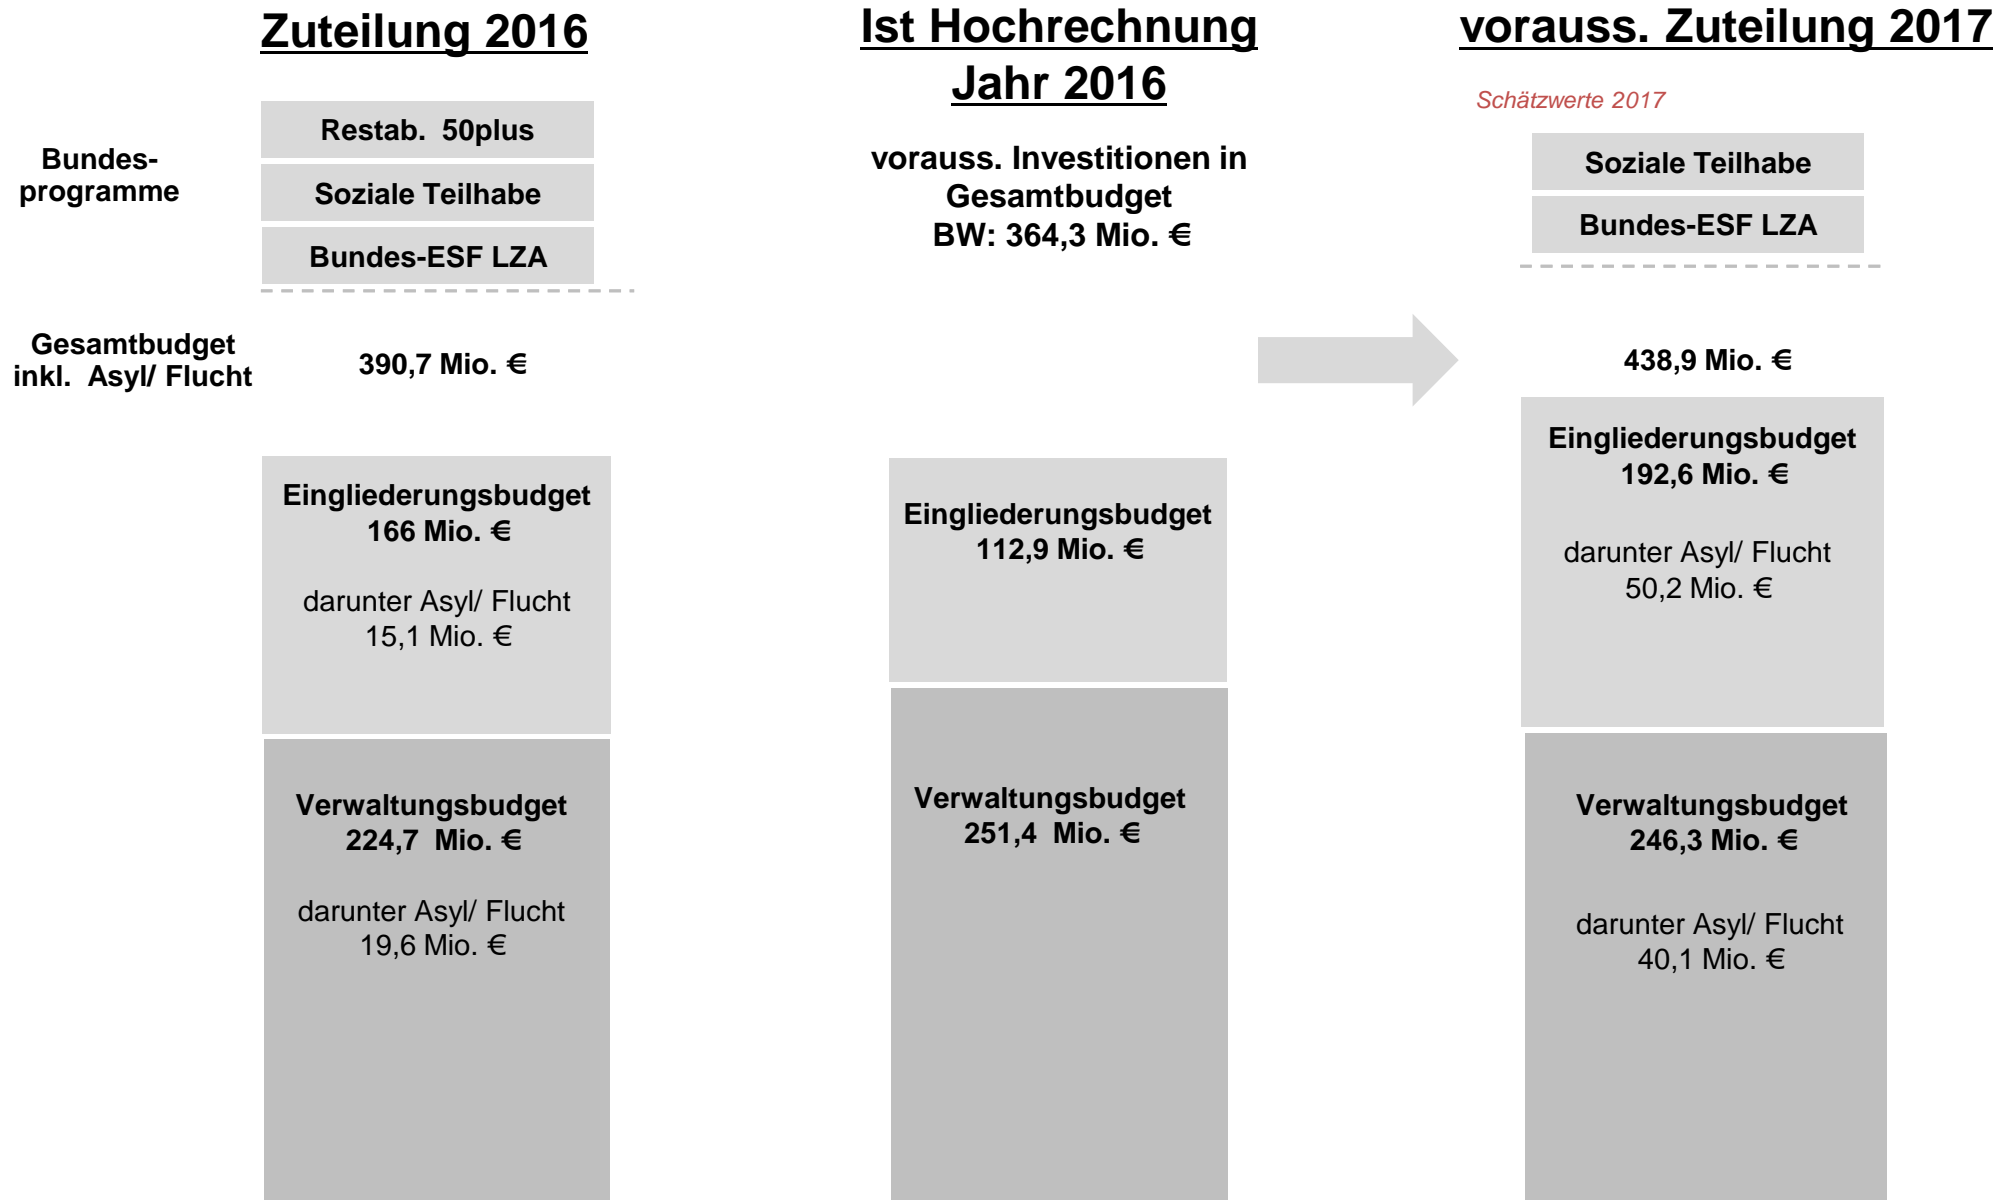 Zuteilung 2016
Restab. 50plus
Bundes-
programme
Soziale Teilhabe
Bundes-ESF LZA
Gesamtbudget
inkl. Asyl/ Flucht
390,7 Mio. €
Eingliederungsbudget
166 Mio. €
darunter Asyl/ Flucht
15,1 Mio. €
Verwaltungsbudget
224,7 Mio. €
darunter Asyl/ Flucht
19,6 Mio. €
Ist Hochrechnung
Jahr 2016
vorauss. Investitionen in
Gesamtbudget
BW: 364,3 Mio. €
Eingliederungsbudget
112,9 Mio. €
Verwaltungsbudget
251,4 Mio. €
vorauss. Zuteilung 2017
Schätzwerte 2017
Soziale Teilhabe
Bundes-ESF LZA
438,9 Mio. €
Eingliederungsbudget
192,6 Mio. €
darunter Asyl/ Flucht
50,2 Mio. €
Verwaltungsbudget
246,3 Mio. €
darunter Asyl/ Flucht
40,1 Mio. €